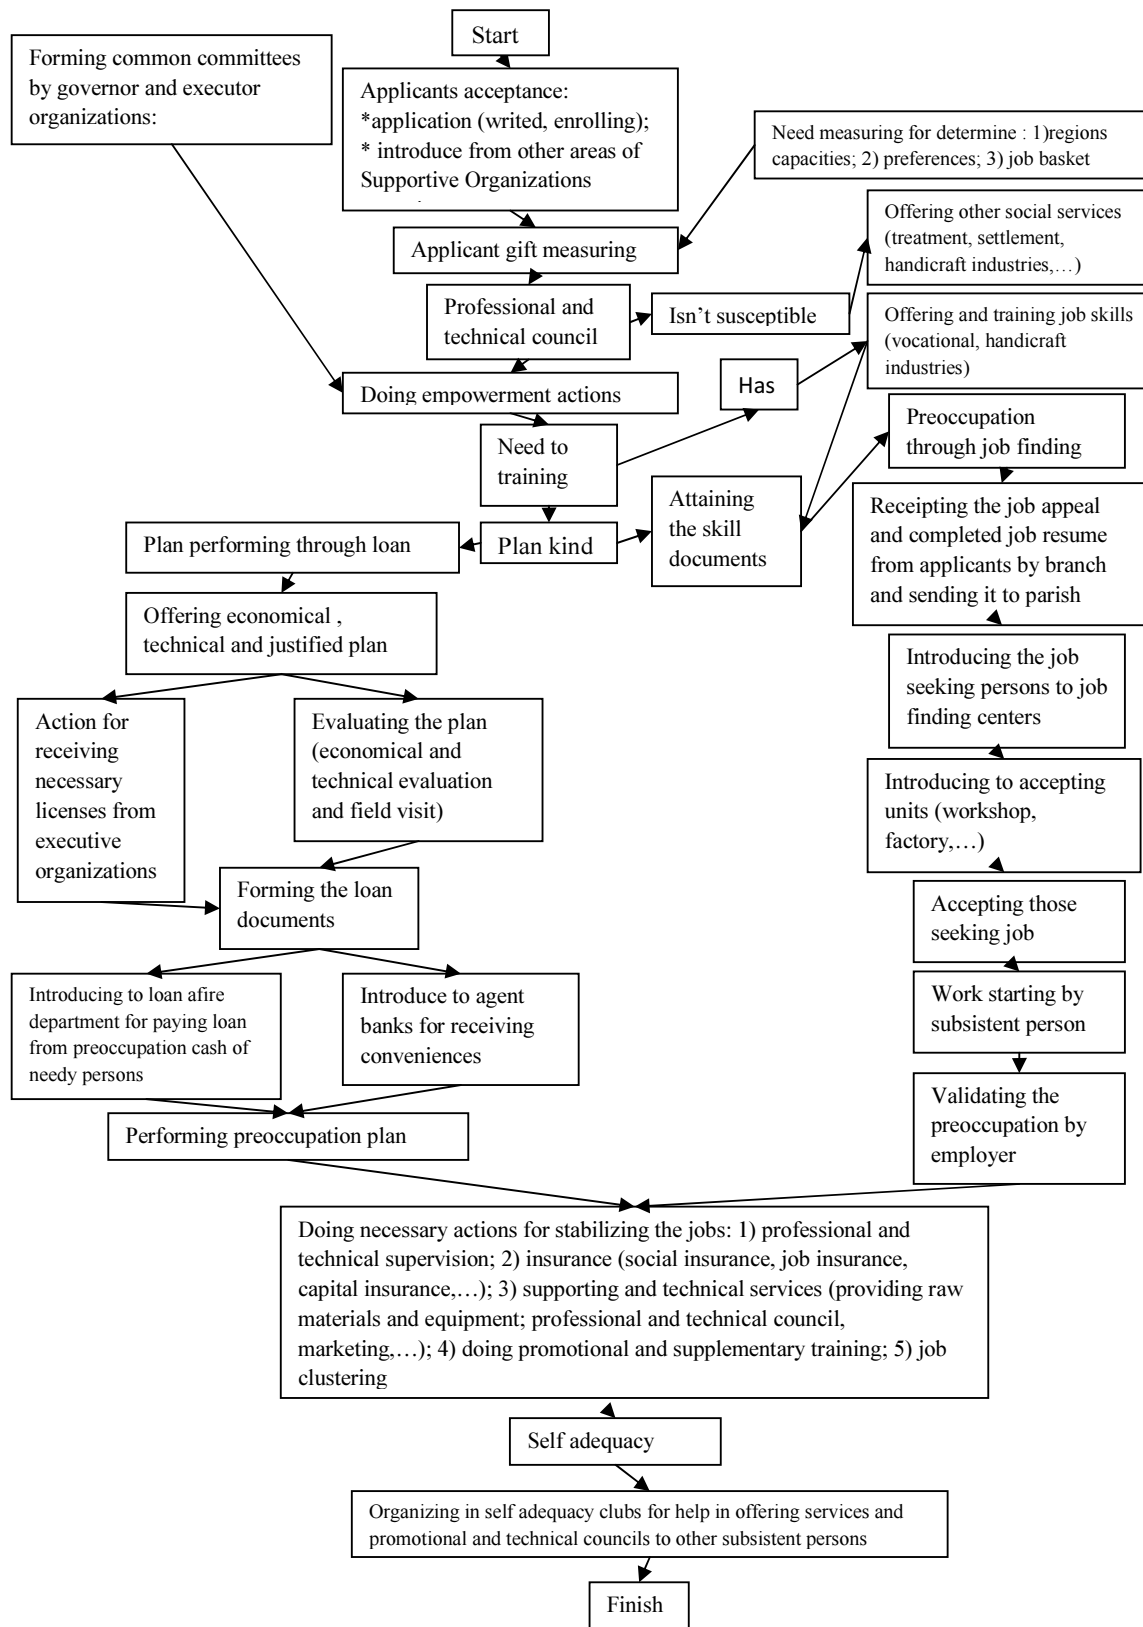 Start
Forming common committees
by governor and executor
organizations:
Applicants acceptance:
*application (writed, enrolling);
* introduce from other areas of
Supportive Organizations
Need measuring for determine : 1)regions
capacities; 2) preferences; 3) job basket
Applicant gift measuring
Offering other social services
(treatment, settlement,
handicraft industries,…)
Professional and
technical council
Isn’t susceptible
Offering and training job skills
(vocational, handicraft
industries)
Doing empowerment actions
Has
Need to
training
Preoccupation
through job finding
Attaining
the skill
documents
Plan kind
Plan performing through loan
Receipting the job appeal
and completed job resume
from applicants by branch
and sending it to parish
Offering economical ,
technical and justified plan
Introducing the job
seeking persons to job
finding centers
Action for
receiving
necessary
licenses from
executive
organizations
Evaluating the plan
(economical and
technical evaluation
and field visit)
Introducing to accepting
units (workshop,
factory,…)
Forming the loan
documents
Accepting those
seeking job
Introducing to loan afire
department for paying loan
from preoccupation cash of
needy persons
Introduce to agent
banks for receiving
conveniences
Work starting by
subsistent person
Validating the
preoccupation by
employer
Performing preoccupation plan
Doing necessary actions for stabilizing the jobs: 1) professional and
technical supervision; 2) insurance (social insurance, job insurance,
capital insurance,…); 3) supporting and technical services (providing raw
materials and equipment; professional and technical council,
marketing,…); 4) doing promotional and supplementary training; 5) job
clustering
Self adequacy
Organizing in self adequacy clubs for help in offering services and
promotional and technical councils to other subsistent persons
Finish